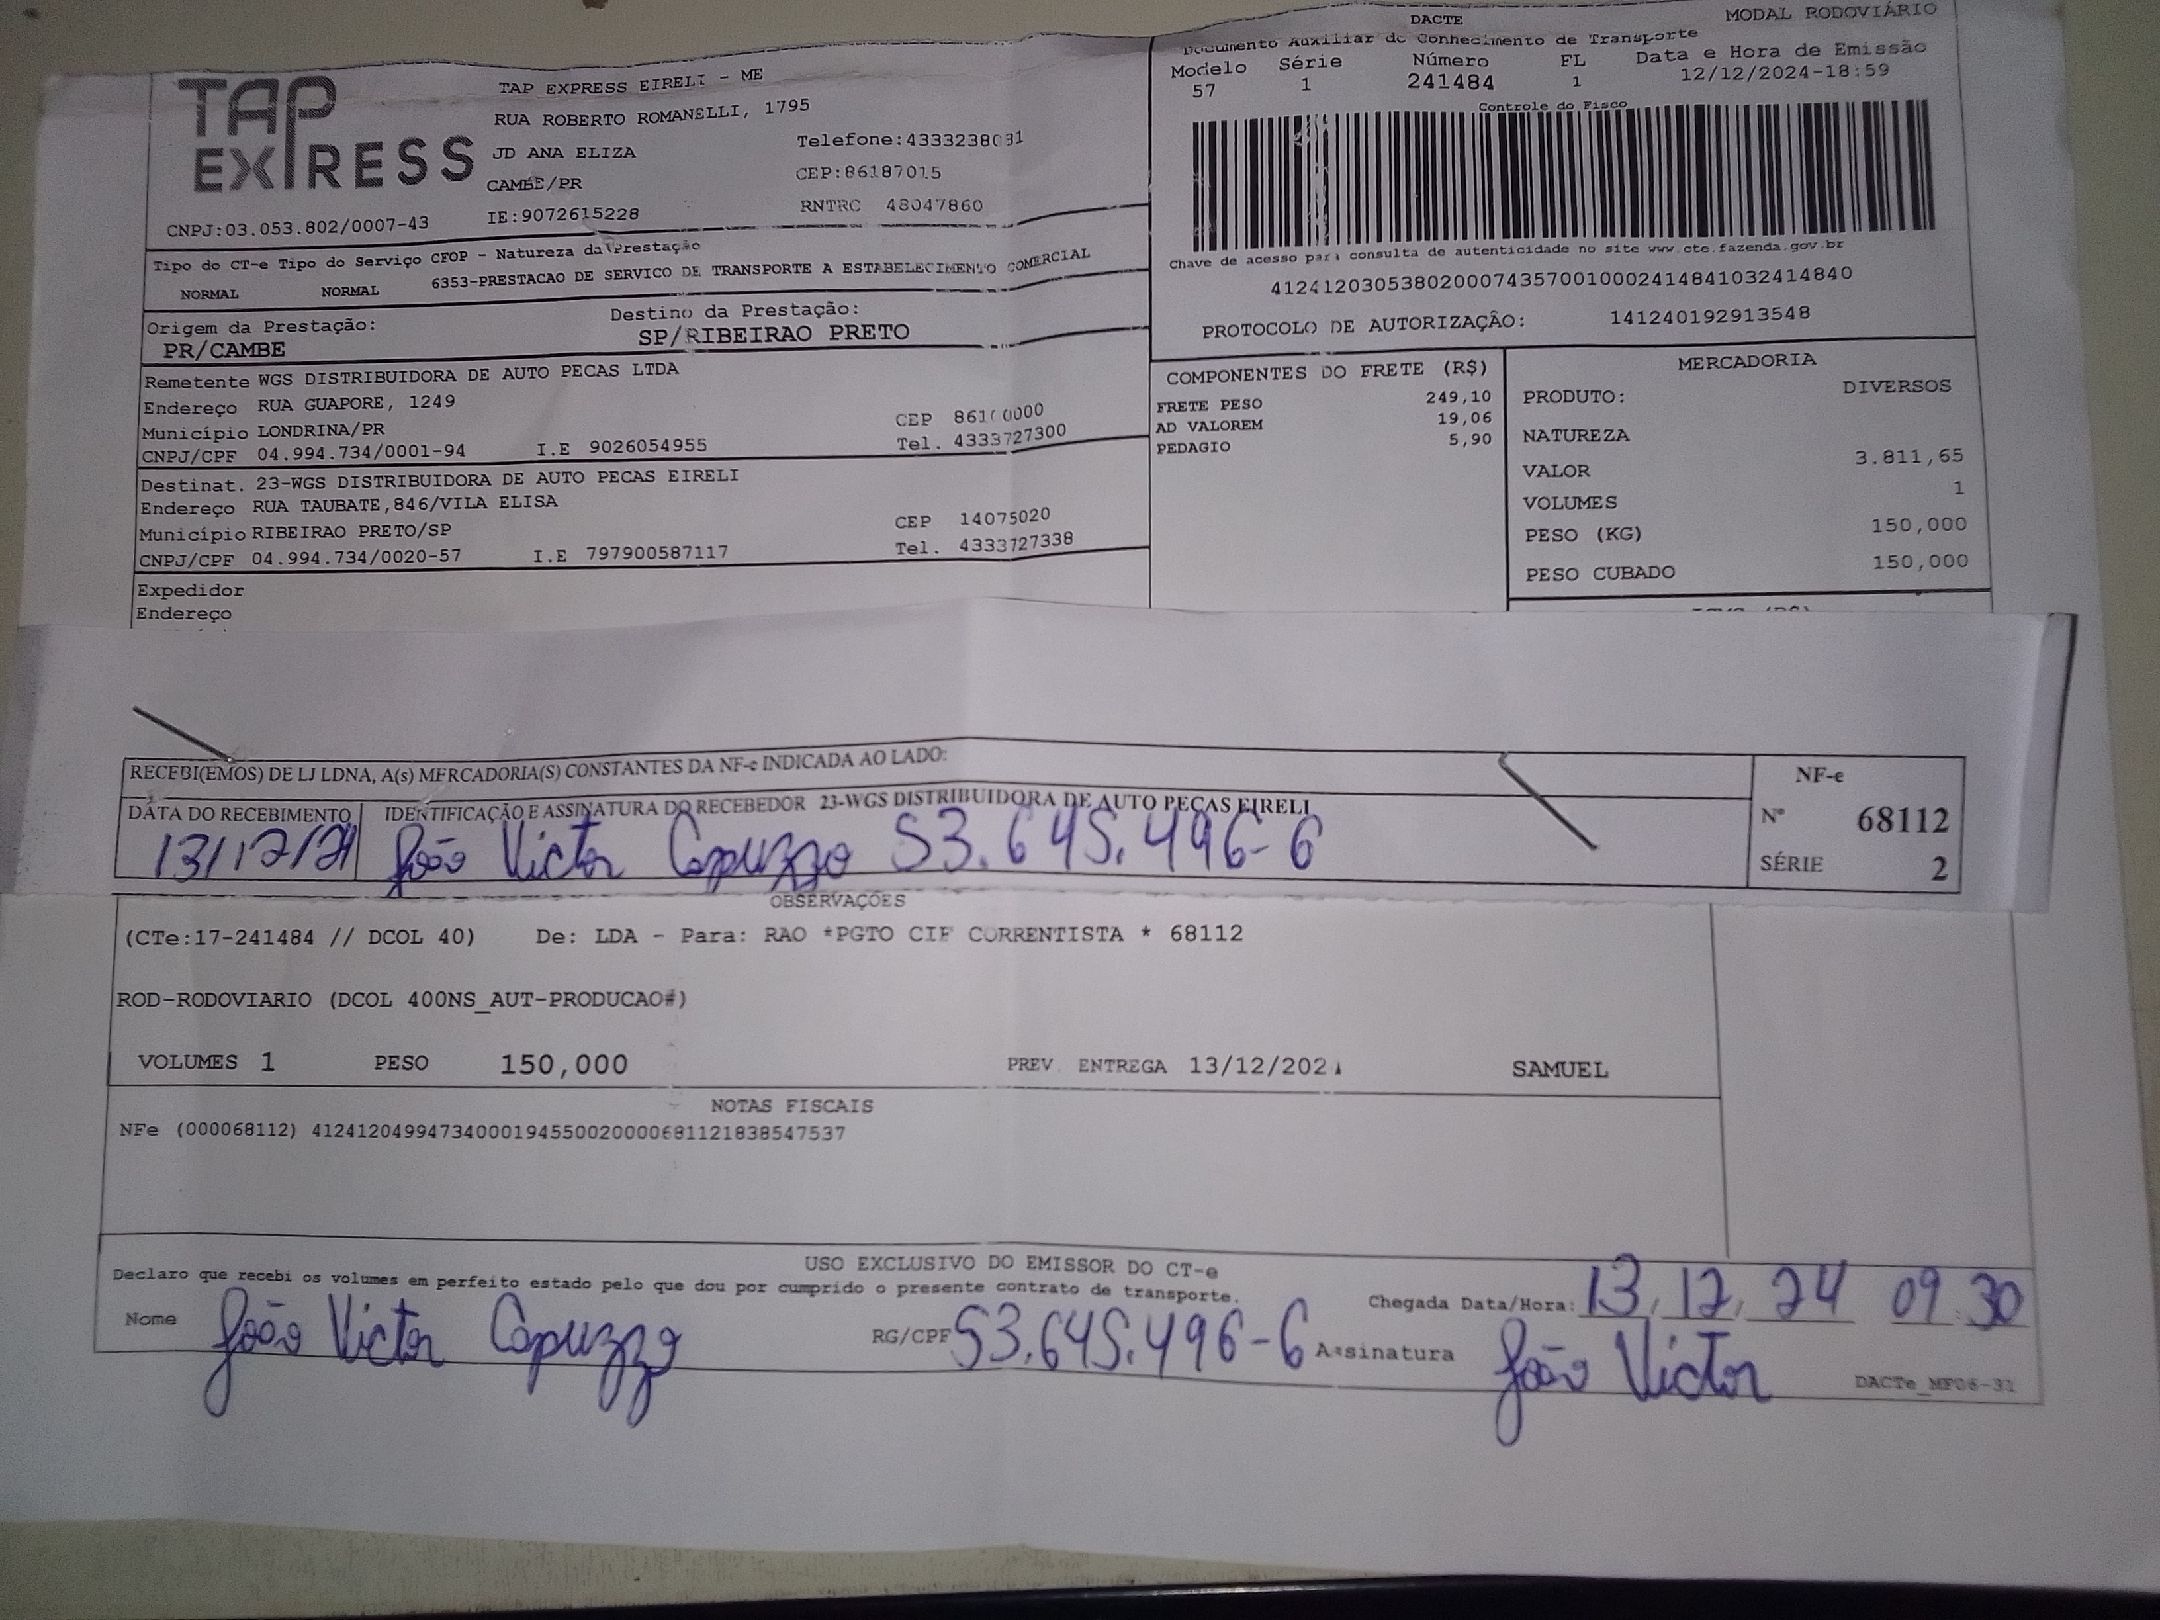 TAP EXPRESS
TAP EXPRESS EIRELI - ME
RUA ROBERTO ROMANELLI, 1795
JD ANA ELIZA
Telefone:4333238031
CAMBE/PR
CEP:86187015
CNPJ:03.053.802/0007-43
IE:9072615228
RNTRC 48047860
Tipo do CT-e Tipo do Serviço CFOP - Natureza da Prestação
NORMAL NORMAL 6353-PRESTACAO DE SERVICO DE TRANSPORTE A ESTABELECIMENTO COMERCIAL
Origem da Prestação: Destino da Prestação:
PR/CAMBE SP/RIBEIRAO PRETO
Remetente WGS DISTRIBUIDORA DE AUTO PECAS LTDA
Endereço RUA GUAPORE, 1249 CEP
Município LONDRINA/PR Tel. 4333727300
CNPJ/CPF 04.994.734/0001-94 I.E 9026054955
Destinat. 23-WGS DISTRIBUIDORA DE AUTO PECAS EIRELI
Endereço RUA TAUBATE,846/VILA ELISA CEP 14075020
Município RIBEIRAO PRETO/SP Tel. 4333727338
CNPJ/CPF 04.994.734/0020-57 I.E 797900587117
Expedidor
Endereço
DACTE MODAL RODOVIÁRIO
Documento Auxiliar do Conhecimento de Transporte
Modelo Série Número FL Data e Hora de Emissão
57 1 241484 1 12/12/2024-18:59
Controle do Fisco
Chave de acesso para consulta de autenticidade no site www.cte.fazenda.gov.br
41241203053802000743570010002414841032414840
PROTOCOLO DE AUTORIZAÇÃO: 141240192913548
COMPONENTES DO FRETE (R$)
FRETE PESO 249,10
AD VALOREM 19,06
PEDAGIO 5,90
MERCADORIA
PRODUTO: DIVERSOS
NATUREZA
VALOR 3.811,65
VOLUMES 1
PESO (KG) 150,000
PESO CUBADO 150,000
RECEBI(EMOS) DE LJ LDNA, A(s) MERCADORIA(S) CONSTANTES DA NF-e INDICADA AO LADO:
DATA DO RECEBIMENTO IDENTIFICAÇÃO E ASSINATURA DO RECEBEDOR 23-WGS DISTRIBUIDORA DE AUTO PEÇAS EIRELI
13/12/24 João Victor Capuzzo 53.645.496-6
NF-e
Nº 68112
SÉRIE 2
OBSERVAÇÕES
(CTe:17-241484 // DCOL 40) De: LDA - Para: RAO *PGTO CIF CORRENTISTA * 68112
ROD-RODOVIARIO (DCOL 400NS_AUT-PRODUCAO#)
VOLUMES 1 PESO 150,000 PREV. ENTREGA 13/12/2024 SAMUEL
NOTAS FISCAIS
NFe (000068112) 41241204994734000194550020000681121838547537
USO EXCLUSIVO DO EMISSOR DO CT-e
Declaro que recebi os volumes em perfeito estado pelo que dou por cumprido o presente contrato de transporte.
Chegada Data/Hora: 13, 12, 24 09:30
Nome João Victor Capuzzo RG/CPF 53.645.496-6 Assinatura João Victor
DACTe_MF06-31